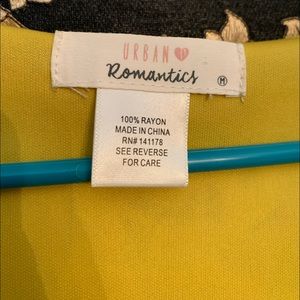 URBAN
Romantics
M
100% RAYON
MADE IN CHINA
RN# 141178
SEE REVERSE
FOR CARE